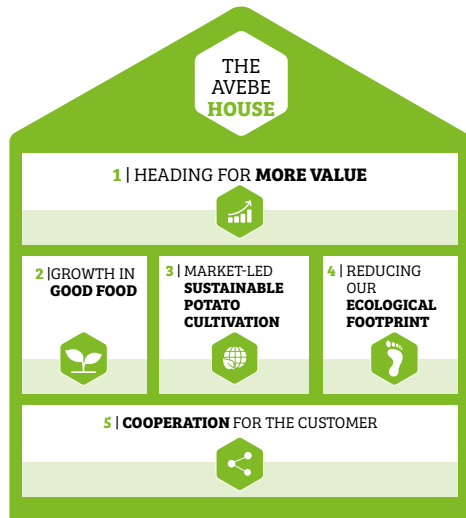 THE
AVEBE
HOUSE
1 | HEADING FOR MORE VALUE
2 |GROWTH IN
GOOD FOOD
3 | MARKET-LED
SUSTAINABLE
POTATO
CULTIVATION
4 | REDUCING
OUR
ECOLOGICAL
FOOTPRINT
5 | COOPERATION FOR THE CUSTOMER